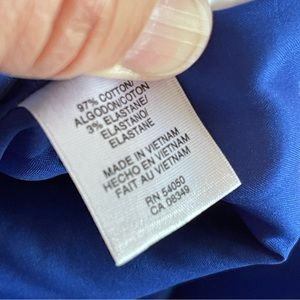 97% COTTON/
ALGODON/COTON
3% ELASTANE/
ELASTANO/
ELASTANE
MADE IN VIETNAM
HECHO EN VIETNAM
FAIT AU VIETNAM
RN 54050
CA 08349